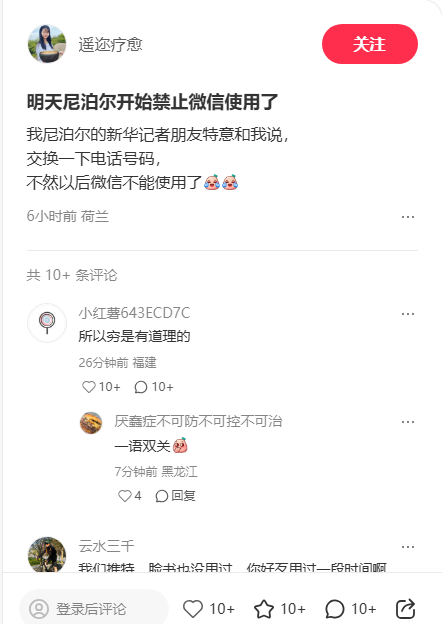 遥迩疗愈
关注
明天尼泊尔开始禁止微信使用了
我尼泊尔的新华记者朋友特意和我说，
交换一下电话号码，
不然以后微信不能使用了
6小时前 荷兰
共 10+ 条评论
小红薯643ECD7C
所以穷是有道理的
26分钟前 福建
10+ 10+
厌蠢症不可防不可控不可治
一语双关
7分钟前 黑龙江
4 回复
云水三千
我们推特、脸书也没用过，你好歹用过一段时间啊
登录后评论 10+ 10+ 10+